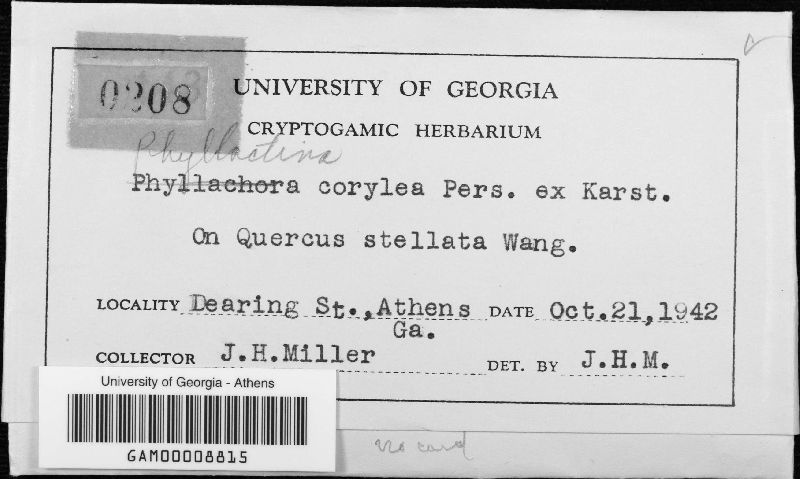 0208
UNIVERSITY OF GEORGIA
CRYPTOGAMIC HERBARIUM
Phyllactina
Phyllachora corylea Pers. ex Karst.
On Quercus stellata Wang.
LOCALITY Dearing St., Athens DATE Oct.21,1942
Ga.
COLLECTOR J.H.Miller DET. BY J.H.M.
University of Georgia - Athens
GAM00008815
no card